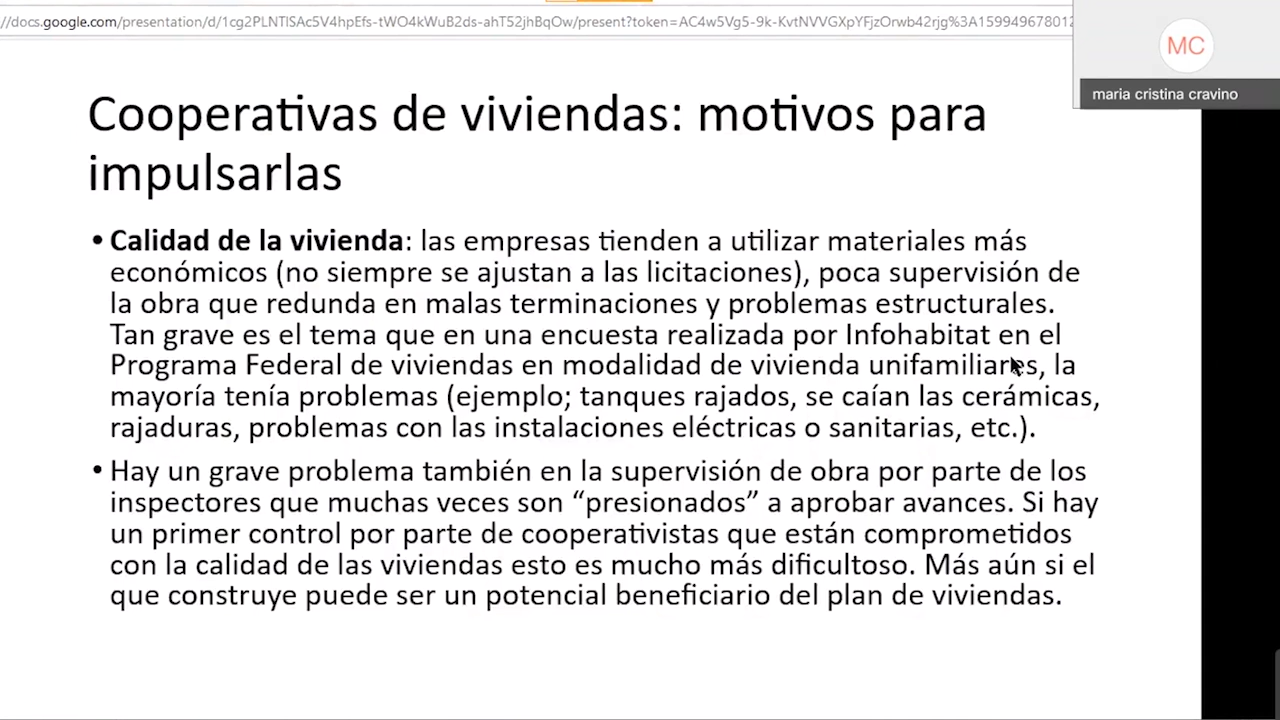 /docs.google.com/presentation/d/1cg2PLNTlSAc5V4hpEfs-tWO4kWuB2ds-ahT52jhBqOw/present?token=AC4w5Vg5-9k-KvtNVVGXpYFjzOrwb42rjg%3A159949678012
MC
maria cristina cravino
Cooperativas de viviendas: motivos para
impulsarlas
• Calidad de la vivienda: las empresas tienden a utilizar materiales más
económicos (no siempre se ajustan a las licitaciones), poca supervisión de
la obra que redunda en malas terminaciones y problemas estructurales.
Tan grave es el tema que en una encuesta realizada por Infohabitat en el
Programa Federal de viviendas en modalidad de vivienda unifamiliares, la
mayoría tenía problemas (ejemplo; tanques rajados, se caían las cerámicas,
rajaduras, problemas con las instalaciones eléctricas o sanitarias, etc.).
• Hay un grave problema también en la supervisión de obra por parte de los
inspectores que muchas veces son “presionados” a aprobar avances. Si hay
un primer control por parte de cooperativistas que están comprometidos
con la calidad de las viviendas esto es mucho más dificultoso. Más aún si el
que construye puede ser un potencial beneficiario del plan de viviendas.